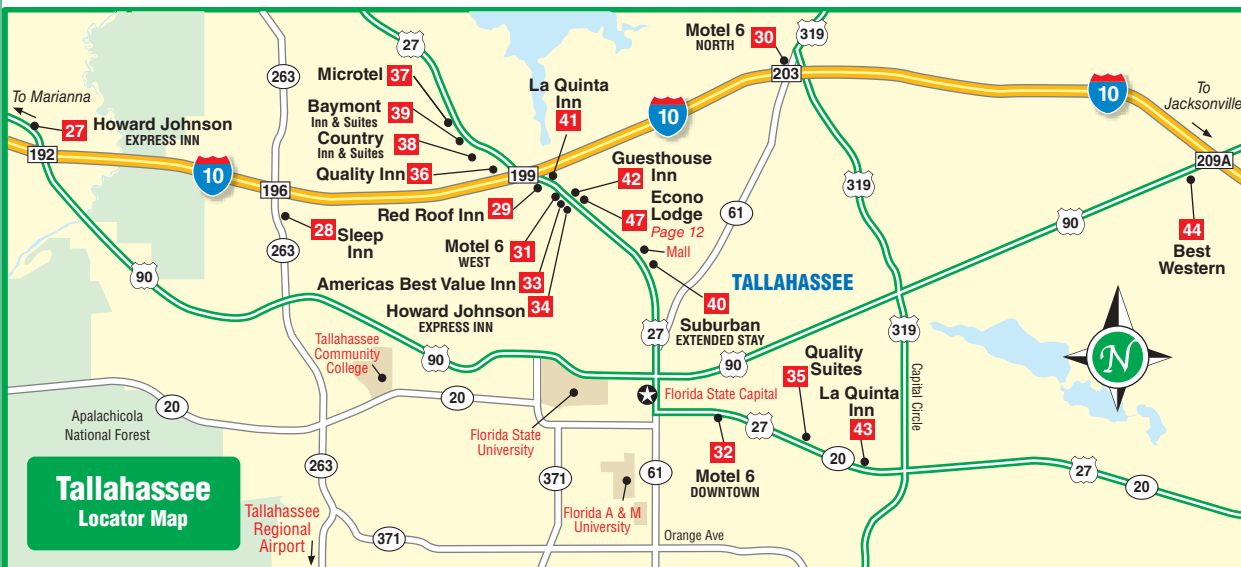 27
263
319
Motel 6
NORTH
30
203
Microtel 37
La Quinta
Inn
41
10
10
To
Jacksonville
To Marianna
27
Howard Johnson
EXPRESS INN
Baymont
Inn & Suites
39
Country
Inn & Suites
38
Quality Inn 36
192
10
196
199
209A
Guesthouse
Inn
42
Econo
Lodge
47
Page 12
Mall
319
61
90
44
Best
Western
Red Roof Inn 29
28
Sleep
Inn
263
Motel 6
WEST
31
Americas Best Value Inn 33
Howard Johnson
EXPRESS INN
34
90
TALLAHASSEE
40
Suburban
EXTENDED STAY
27
319
N
Tallahassee
Community
College
90
90
Quality
Suites
35
La Quinta
Inn
43
Capital Circle
20
Apalachicola
National Forest
20
Florida State Capital
Florida State
University
32
Motel 6
DOWNTOWN
27
20
27
20
263
371
61
Tallahassee
Locator Map
Tallahassee
Regional
Airport
Florida A & M
University
371
Orange Ave